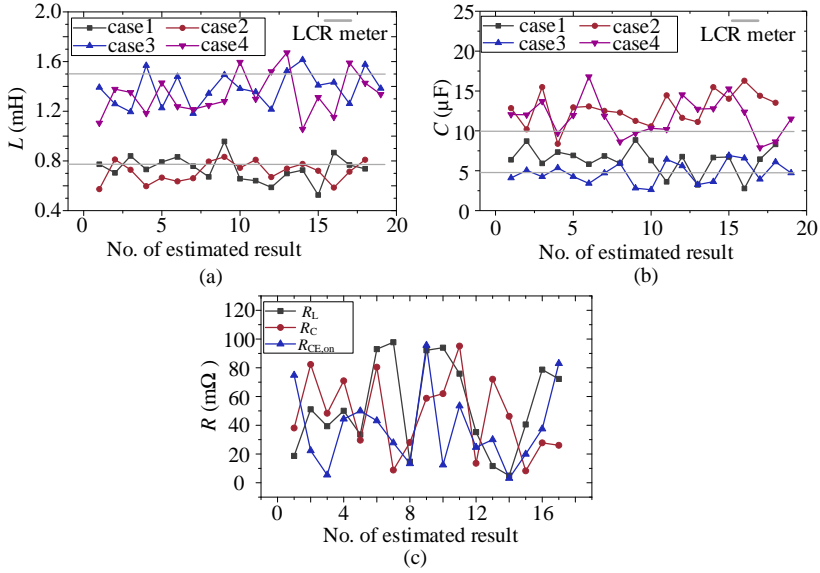 case1 case2
case3 case4
LCR meter
L (mH)
2.0
1.6
1.2
0.8
0.4
0 5 10 15 20
No. of estimated result
(a)
case1 case2
case3 case4
LCR meter
C (μF)
25
20
15
10
5
0
0 5 10 15 20
No. of estimated result
(b)
R_L
R_C
R_CE,on
R (mΩ)
120
100
80
60
40
20
0
0 4 8 12 16
No. of estimated result
(c)